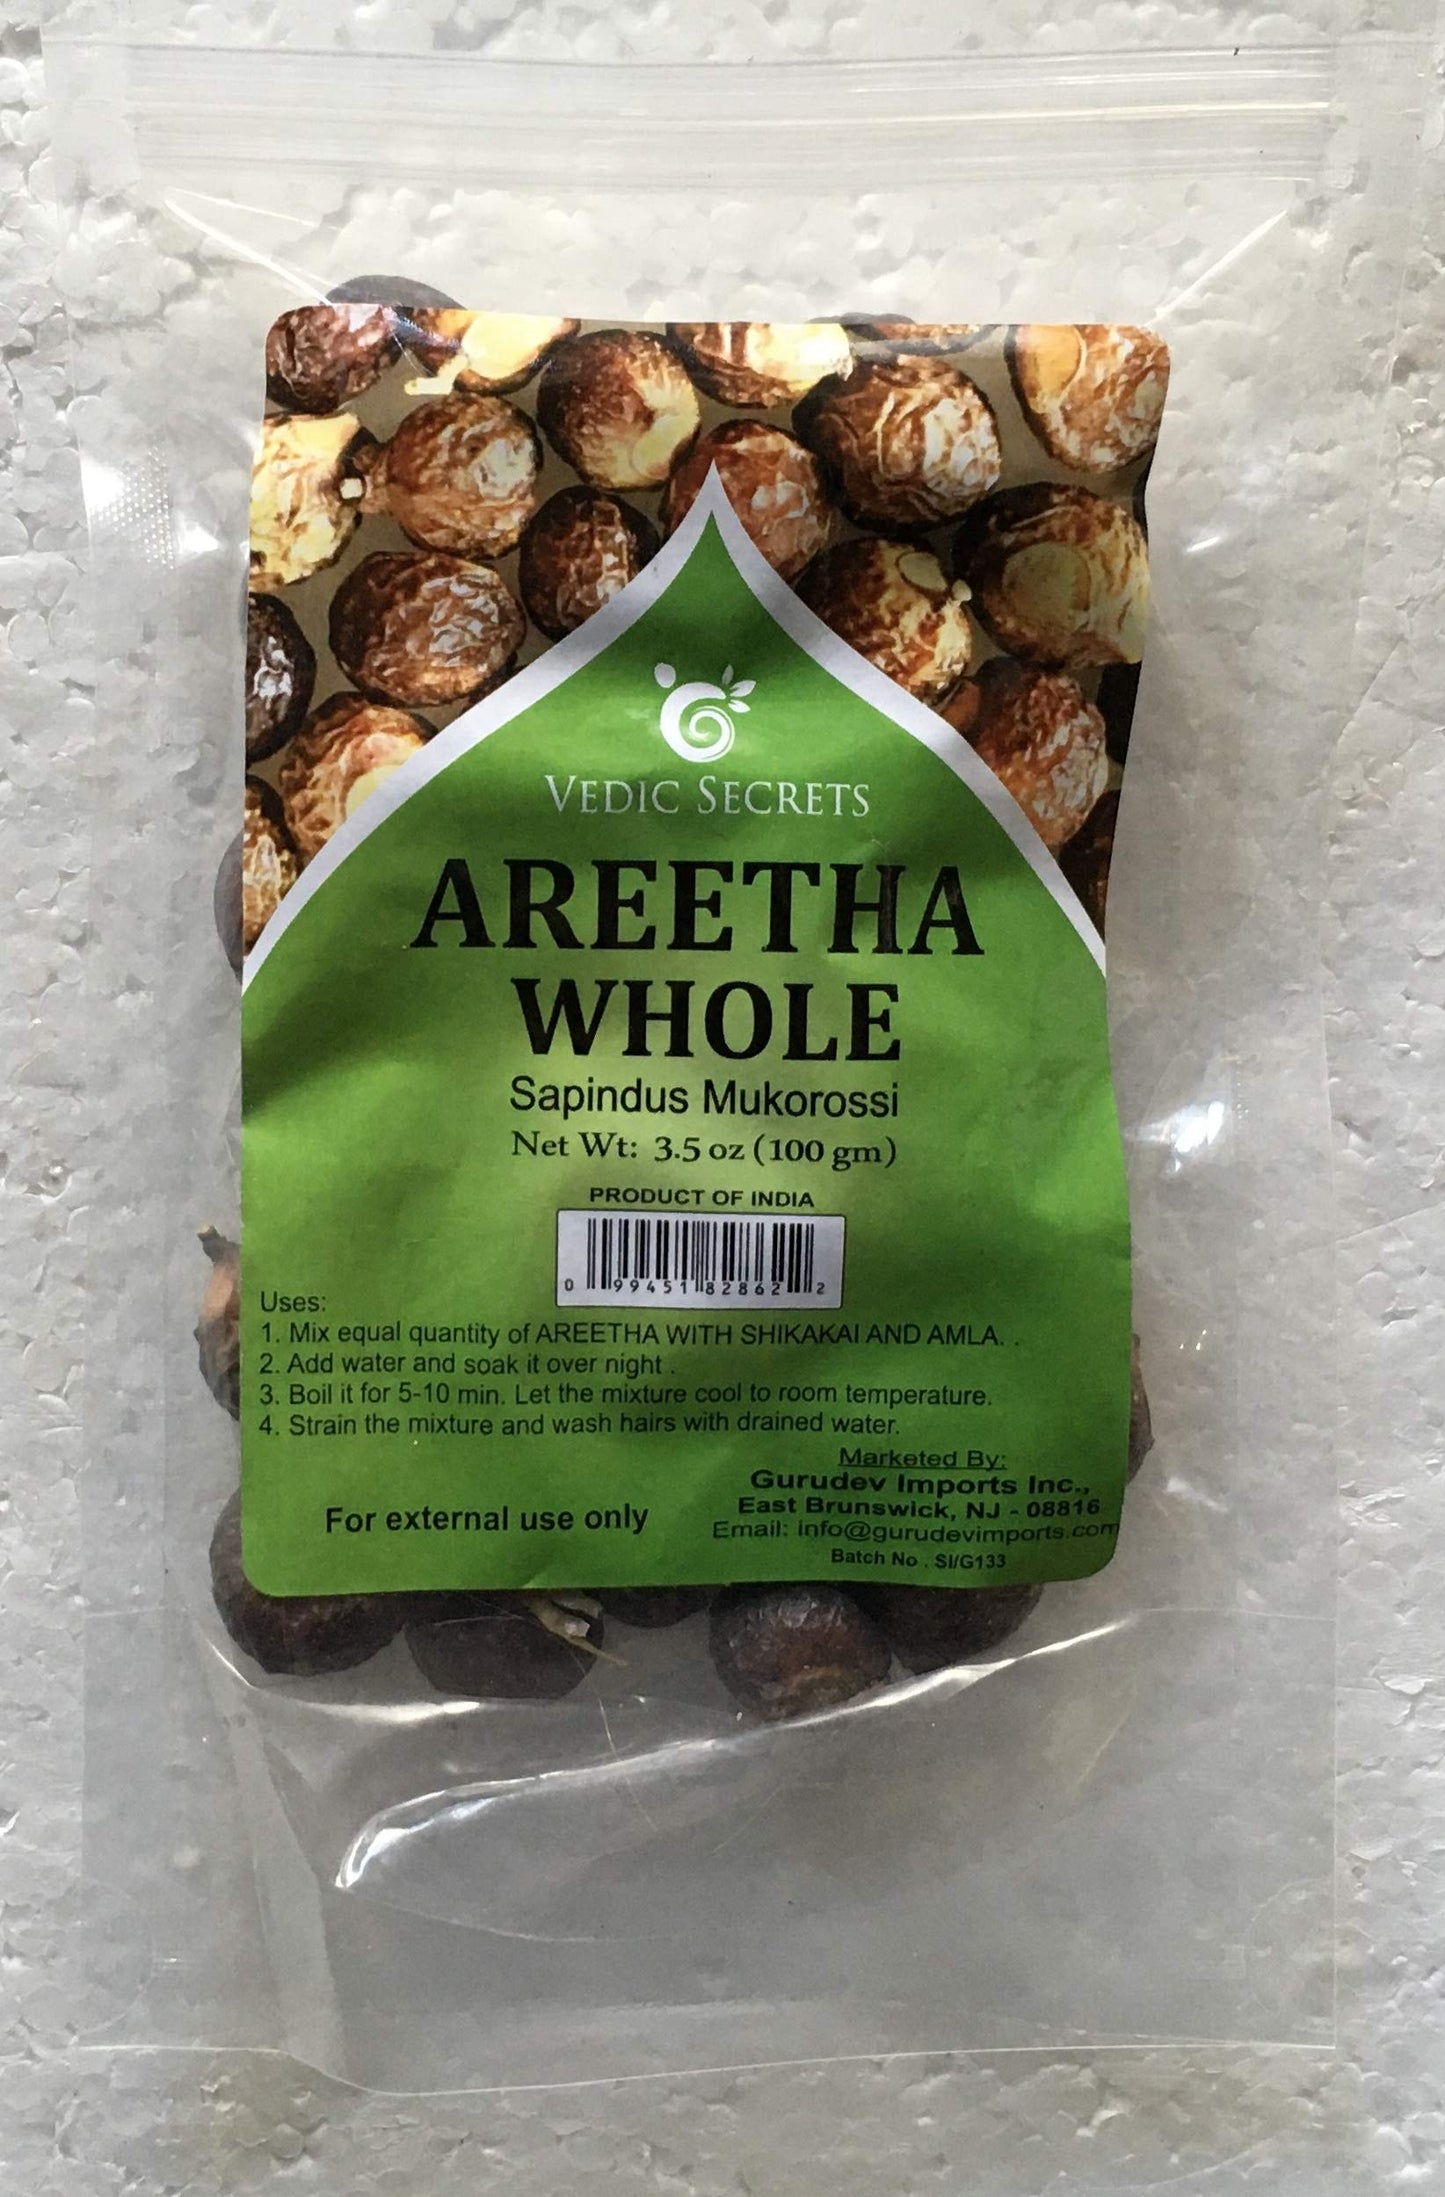 VEDIC SECRETS
AREETHA
WHOLE
Sapindus Mukorossi
Net Wt: 3.5 oz (100 gm)
PRODUCT OF INDIA
0 99451 82862 2
Uses:
1. Mix equal quantity of AREETHA WITH SHIKAKAI AND AMLA. .
2. Add water and soak it over night .
3. Boil it for 5-10 min. Let the mixture cool to room temperature.
4. Strain the mixture and wash hairs with drained water.
For external use only
Marketed By:
Gurudev Imports Inc.,
East Brunswick, NJ - 08816
Email: info@gurudevimports.com
Batch No . SI/G133